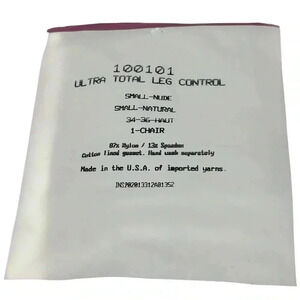 100101
ULTRA TOTAL LEG CONTROL
SMALL-NUDE
SMALL-NATURAL
34-36-HAUT
1-CHAIR
87% Nylon / 13% Spandex
Cotton lined gusset. Hand wash separately
Made in the U.S.A. of imported yarns.